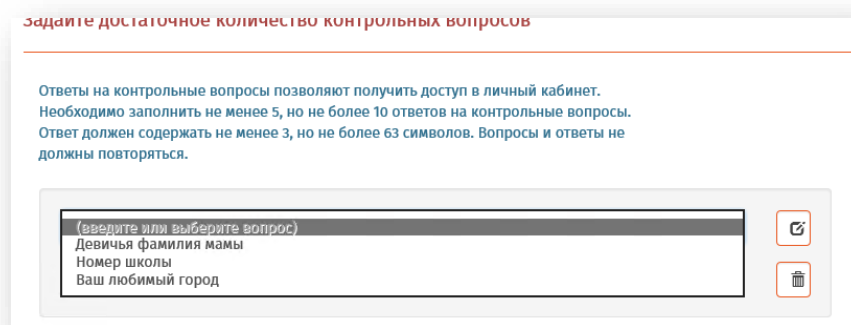 Задайте достаточное количество контрольных вопросов
Ответы на контрольные вопросы позволяют получить доступ в личный кабинет.
Необходимо заполнить не менее 5, но не более 10 ответов на контрольные вопросы.
Ответ должен содержать не менее 3, но не более 63 символов. Вопросы и ответы не
должны повторяться.
(введите или выберите вопрос)
Девичья фамилия мамы
Номер школы
Ваш любимый город